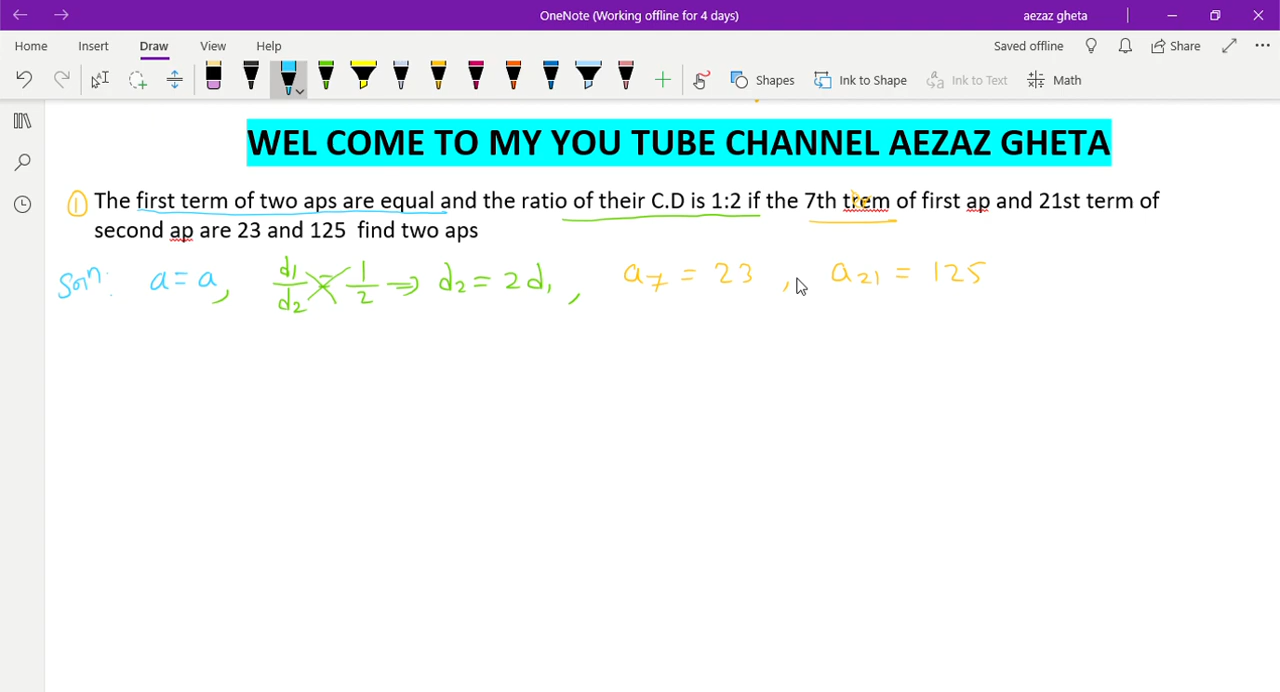 OneNote (Working offline for 4 days)
aezaz gheta
Home Insert Draw View Help
Saved offline Share
Shapes Ink to Shape Ink to Text Math
WEL COME TO MY YOU TUBE CHANNEL AEZAZ GHETA
① The first term of two aps are equal and the ratio of their C.D is 1:2 if the 7th of first ap and 21st term of
second ap are 23 and 125 find two aps
Solⁿ: a = a, d₁/d₂ = 1/2 ⇒ d₂ = 2d₁, a₇ = 23, a₂₁ = 125